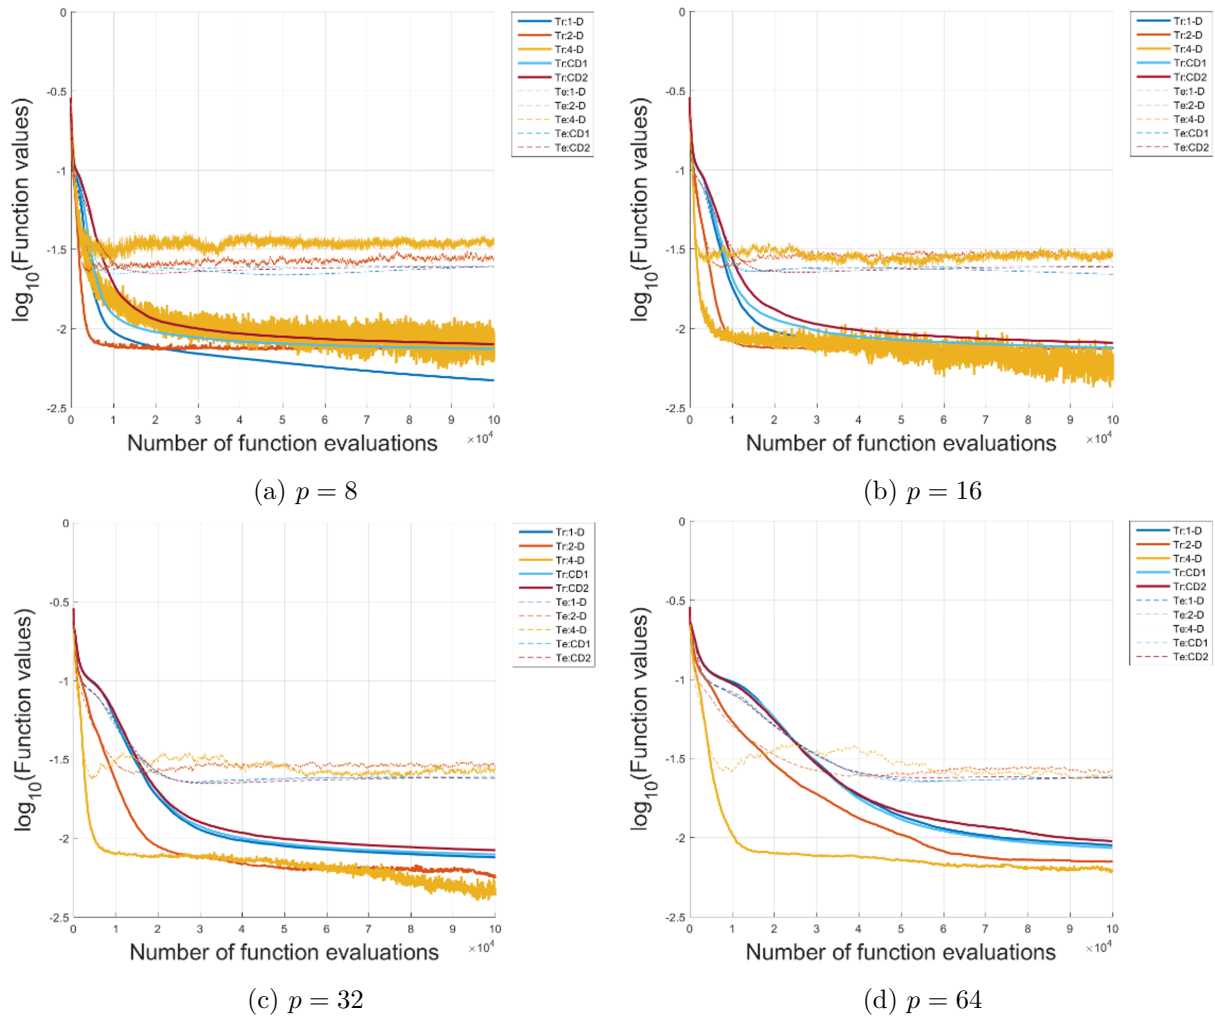 0
-0.5
-1
-1.5
-2
-2.5
log10(Function values)
0 1 2 3 4 5 6 7 8 9 10
×10^4
Number of function evaluations
Tr:1-D
Tr:2-D
Tr:4-D
Tr:CD1
Tr:CD2
Te:1-D
Te:2-D
Te:4-D
Te:CD1
Te:CD2
(a) p = 8
0
-0.5
-1
-1.5
-2
-2.5
log10(Function values)
0 1 2 3 4 5 6 7 8 9 10
×10^4
Number of function evaluations
Tr:1-D
Tr:2-D
Tr:4-D
Tr:CD1
Tr:CD2
Te:1-D
Te:2-D
Te:4-D
Te:CD1
Te:CD2
(b) p = 16
0
-0.5
-1
-1.5
-2
-2.5
log10(Function values)
0 1 2 3 4 5 6 7 8 9 10
×10^4
Number of function evaluations
Tr:1-D
Tr:2-D
Tr:4-D
Tr:CD1
Tr:CD2
Te:1-D
Te:2-D
Te:4-D
Te:CD1
Te:CD2
(c) p = 32
0
-0.5
-1
-1.5
-2
-2.5
log10(Function values)
0 1 2 3 4 5 6 7 8 9 10
×10^4
Number of function evaluations
Tr:1-D
Tr:2-D
Tr:4-D
Tr:CD1
Tr:CD2
Te:1-D
Te:2-D
Te:4-D
Te:CD1
Te:CD2
(d) p = 64